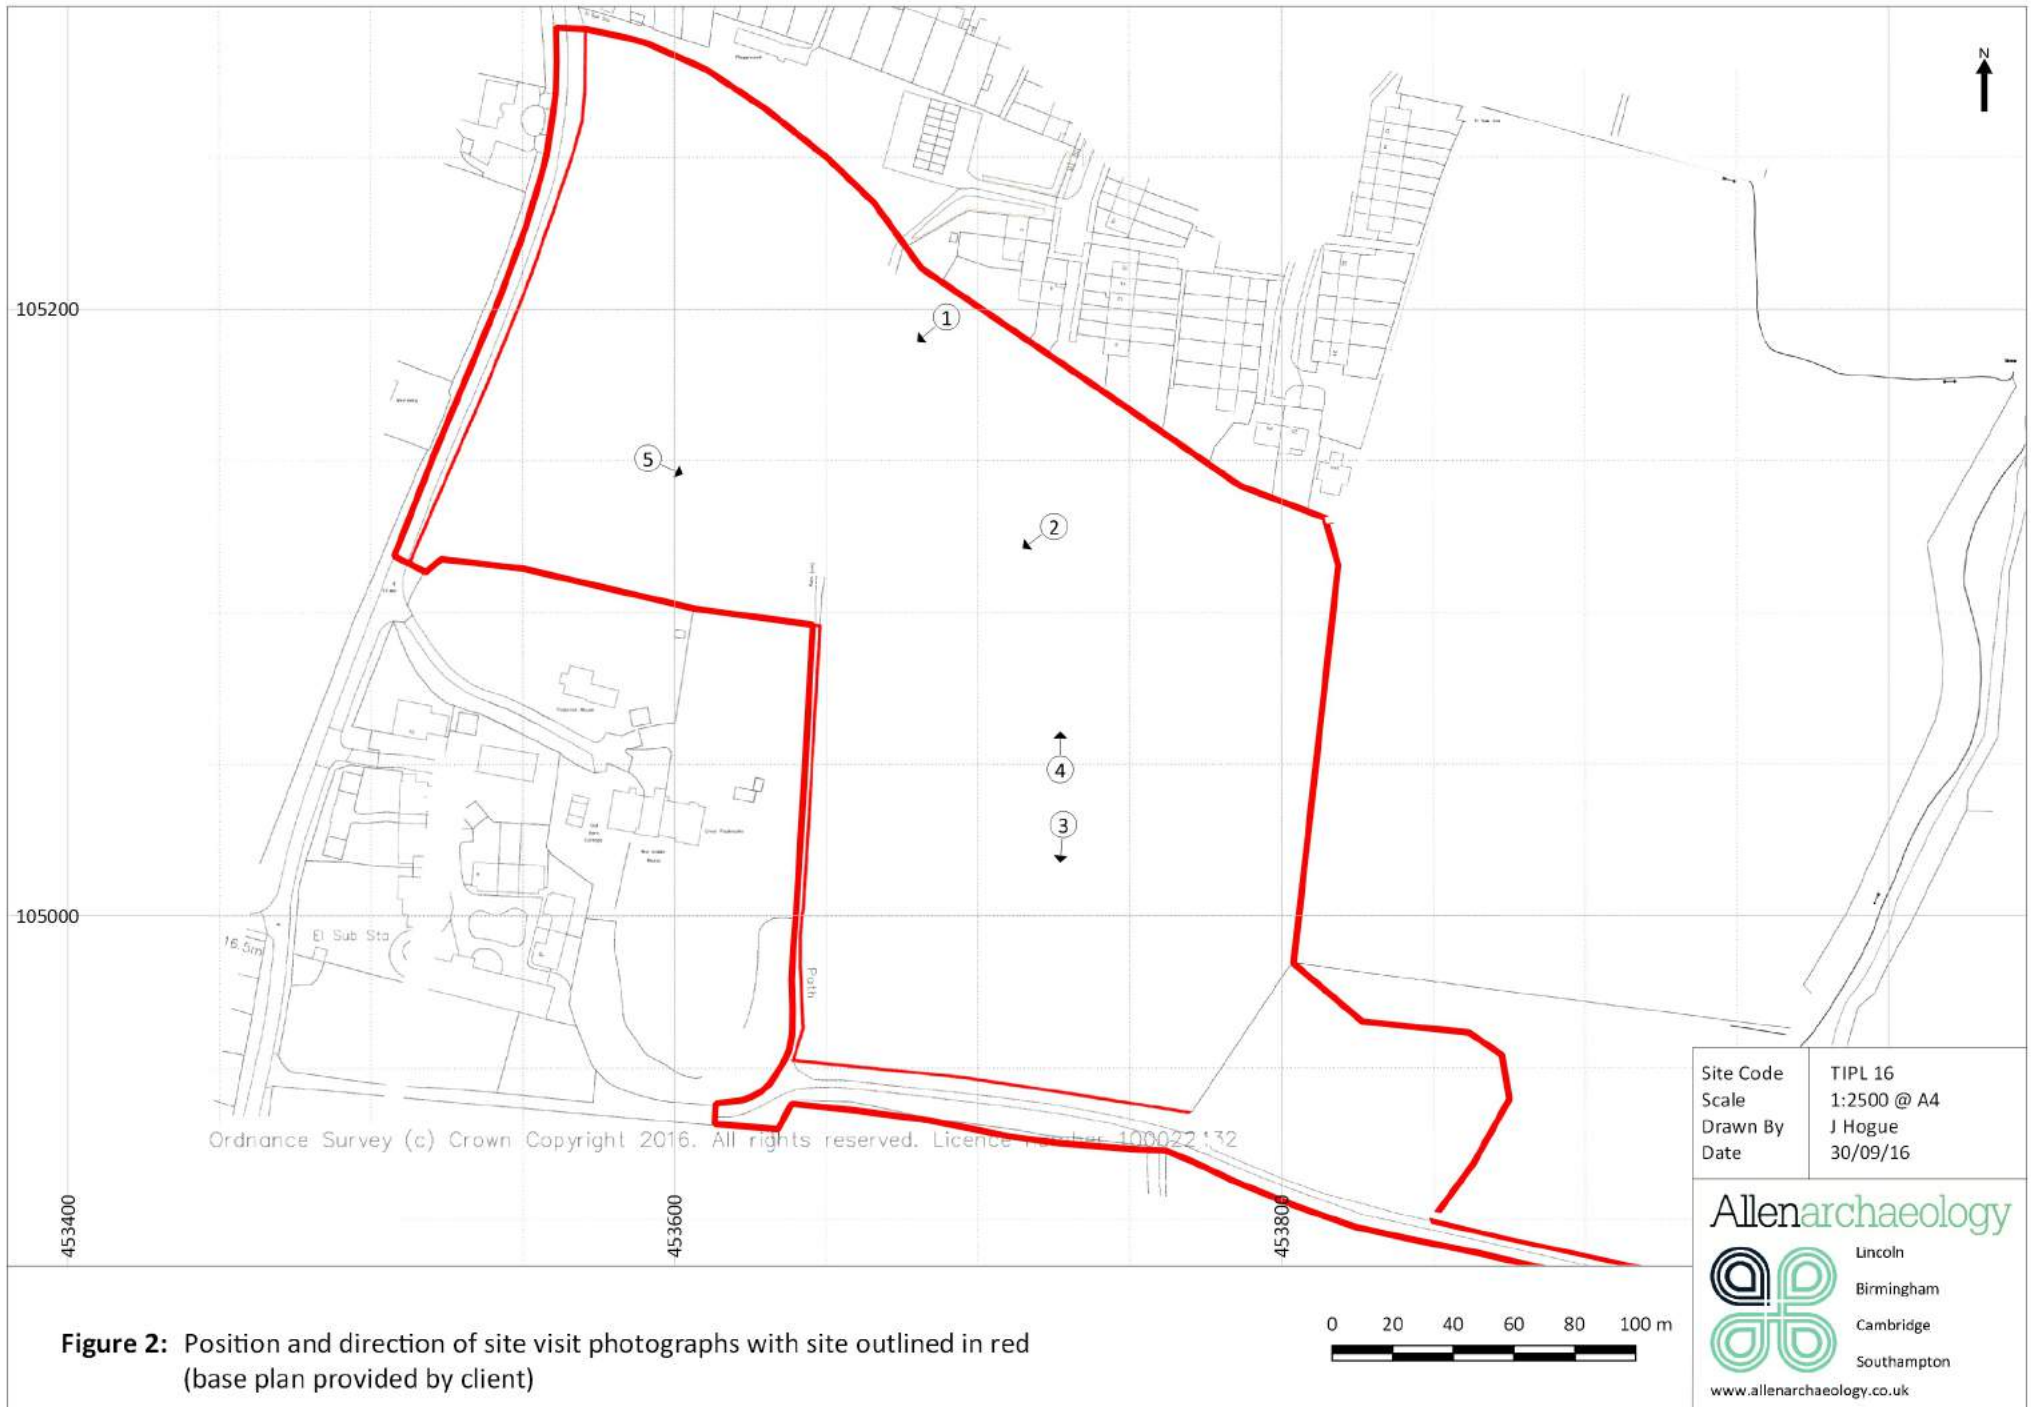 N
105200
1
5
2
4
3
105000
El Sub Sta
16.5m
Path
Ordnance Survey (c) Crown Copyright 2016. All rights reserved. Licence number 100022432
453400
453600
453800
Site Code TIPL 16
Scale 1:2500 @ A4
Drawn By J Hogue
Date 30/09/16
Allenarchaeology
Lincoln
Birmingham
Cambridge
Southampton
www.allenarchaeology.co.uk
0 20 40 60 80 100 m
Figure 2: Position and direction of site visit photographs with site outlined in red
(base plan provided by client)